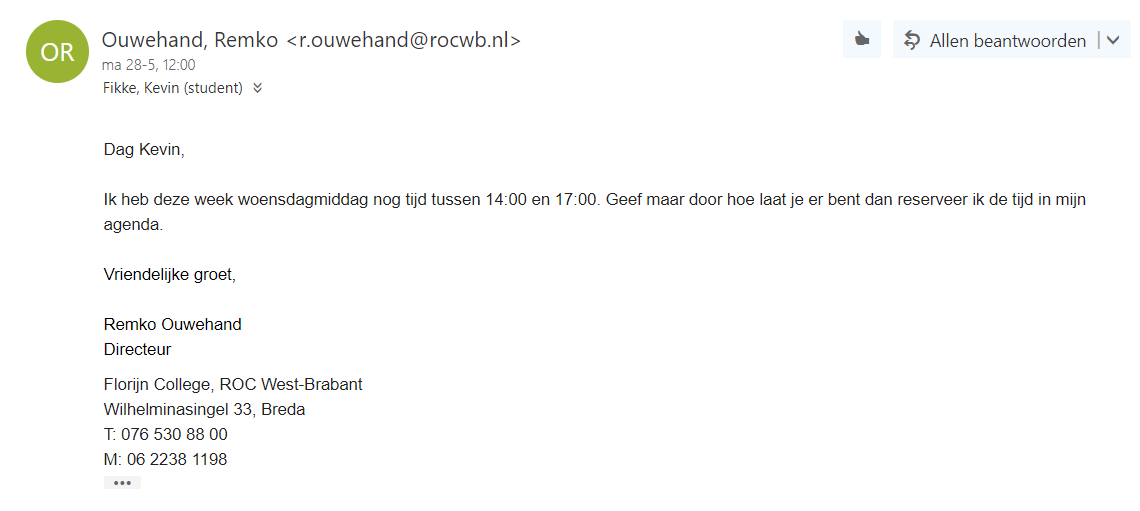 OR
Ouwehand, Remko <r.ouwehand@rocwb.nl>
Allen beantwoorden
ma 28-5, 12:00
Fikke, Kevin (student)
Dag Kevin,
Ik heb deze week woensdagmiddag nog tijd tussen 14:00 en 17:00. Geef maar door hoe laat je er bent dan reserveer ik de tijd in mijn
agenda.
Vriendelijke groet,
Remko Ouwehand
Directeur
Florijn College, ROC West-Brabant
Wilhelminasingel 33, Breda
T: 076 530 88 00
M: 06 2238 1198